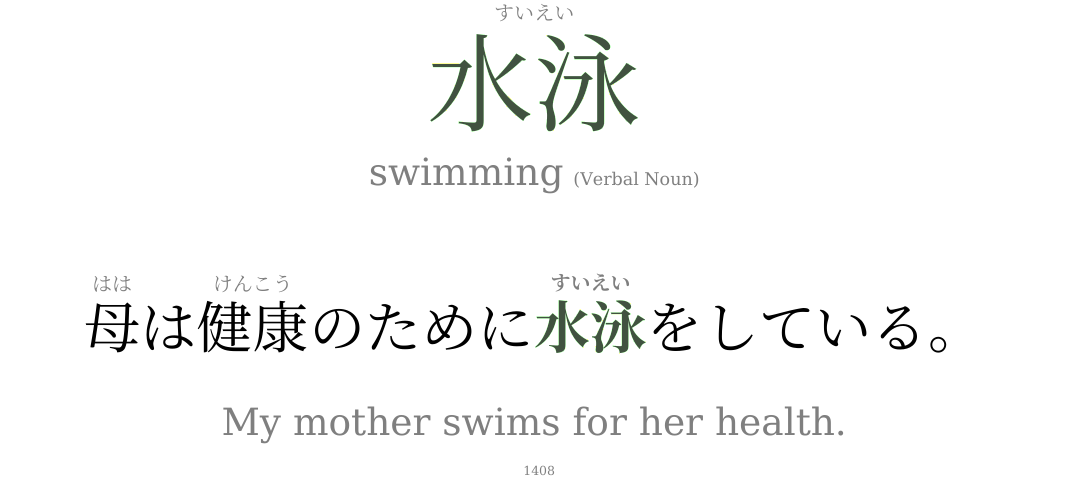 すいえい
水泳
swimming (Verbal Noun)
はは けんこう すいえい
母は健康のために水泳をしている。
My mother swims for her health.
1408